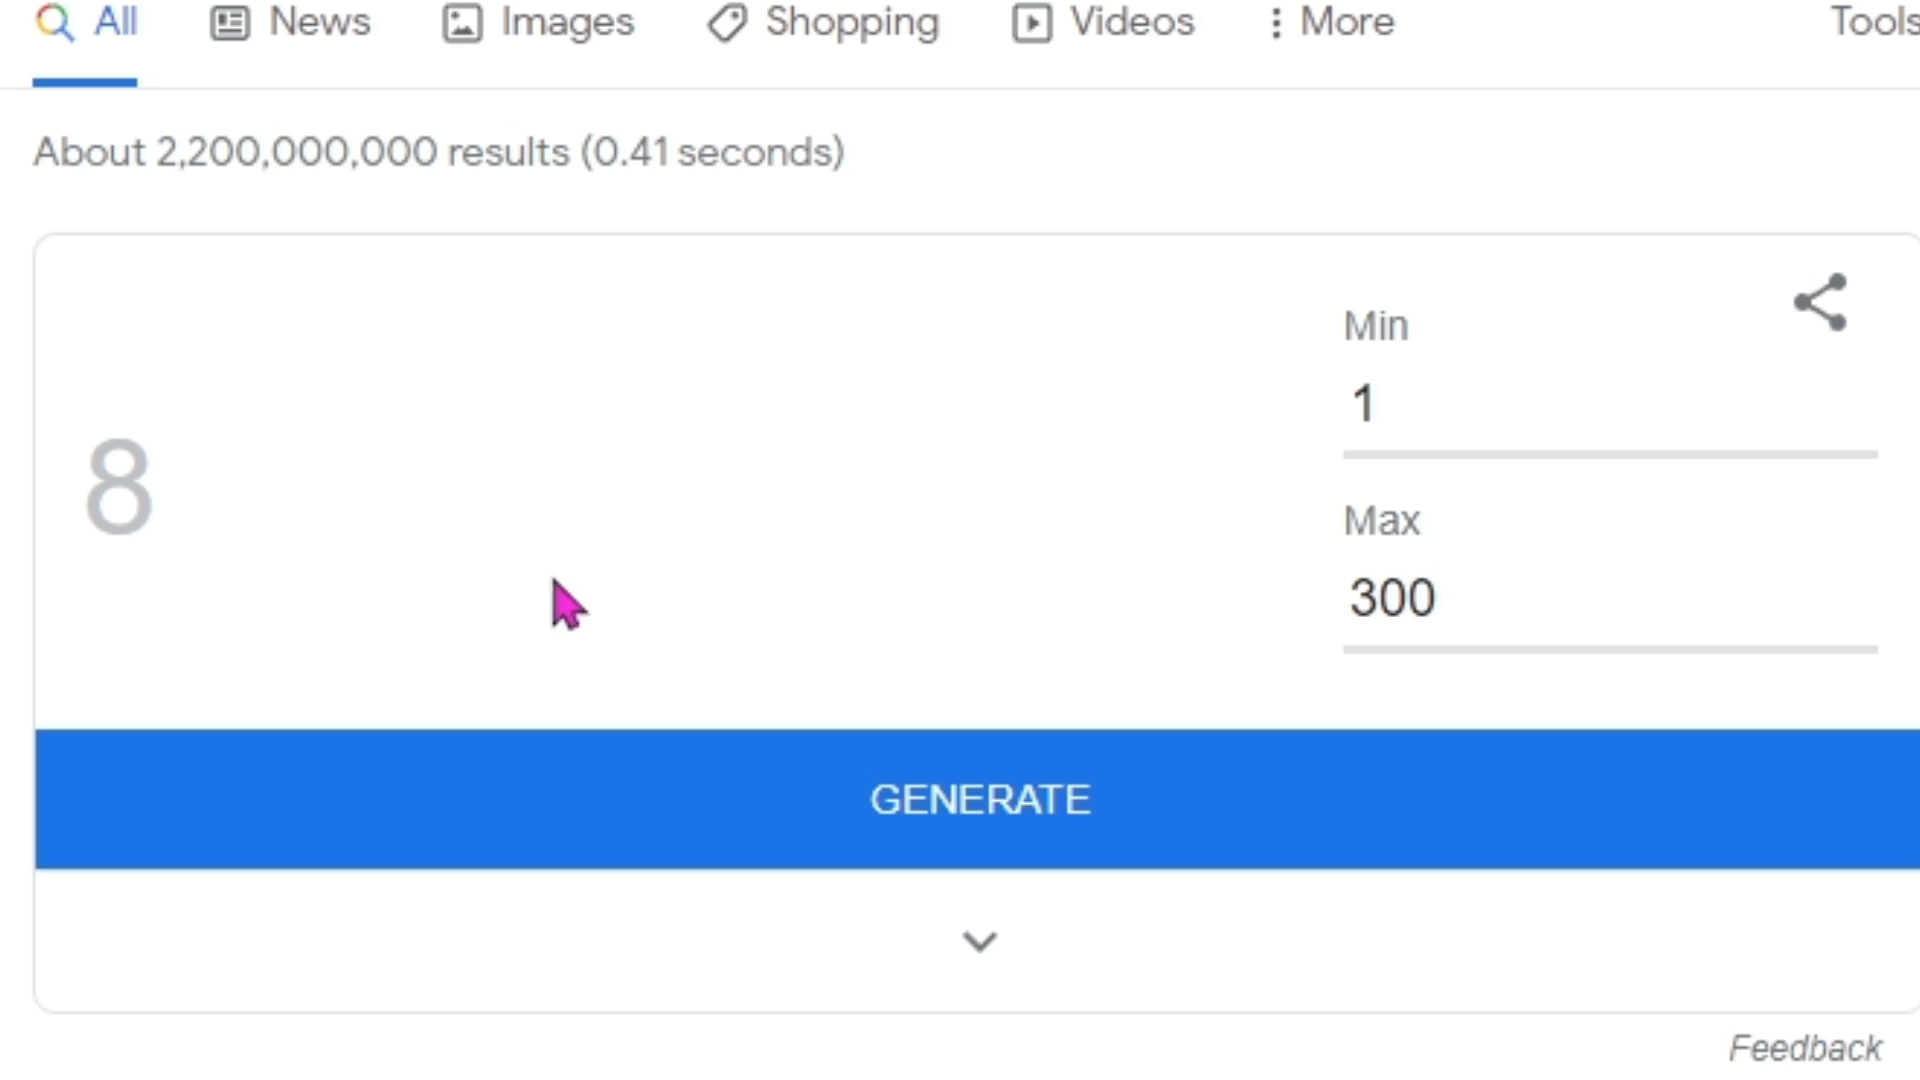 All News Images Shopping Videos More Tools
About 2,200,000,000 results (0.41 seconds)
Min
1
8
Max
300
GENERATE
Feedback